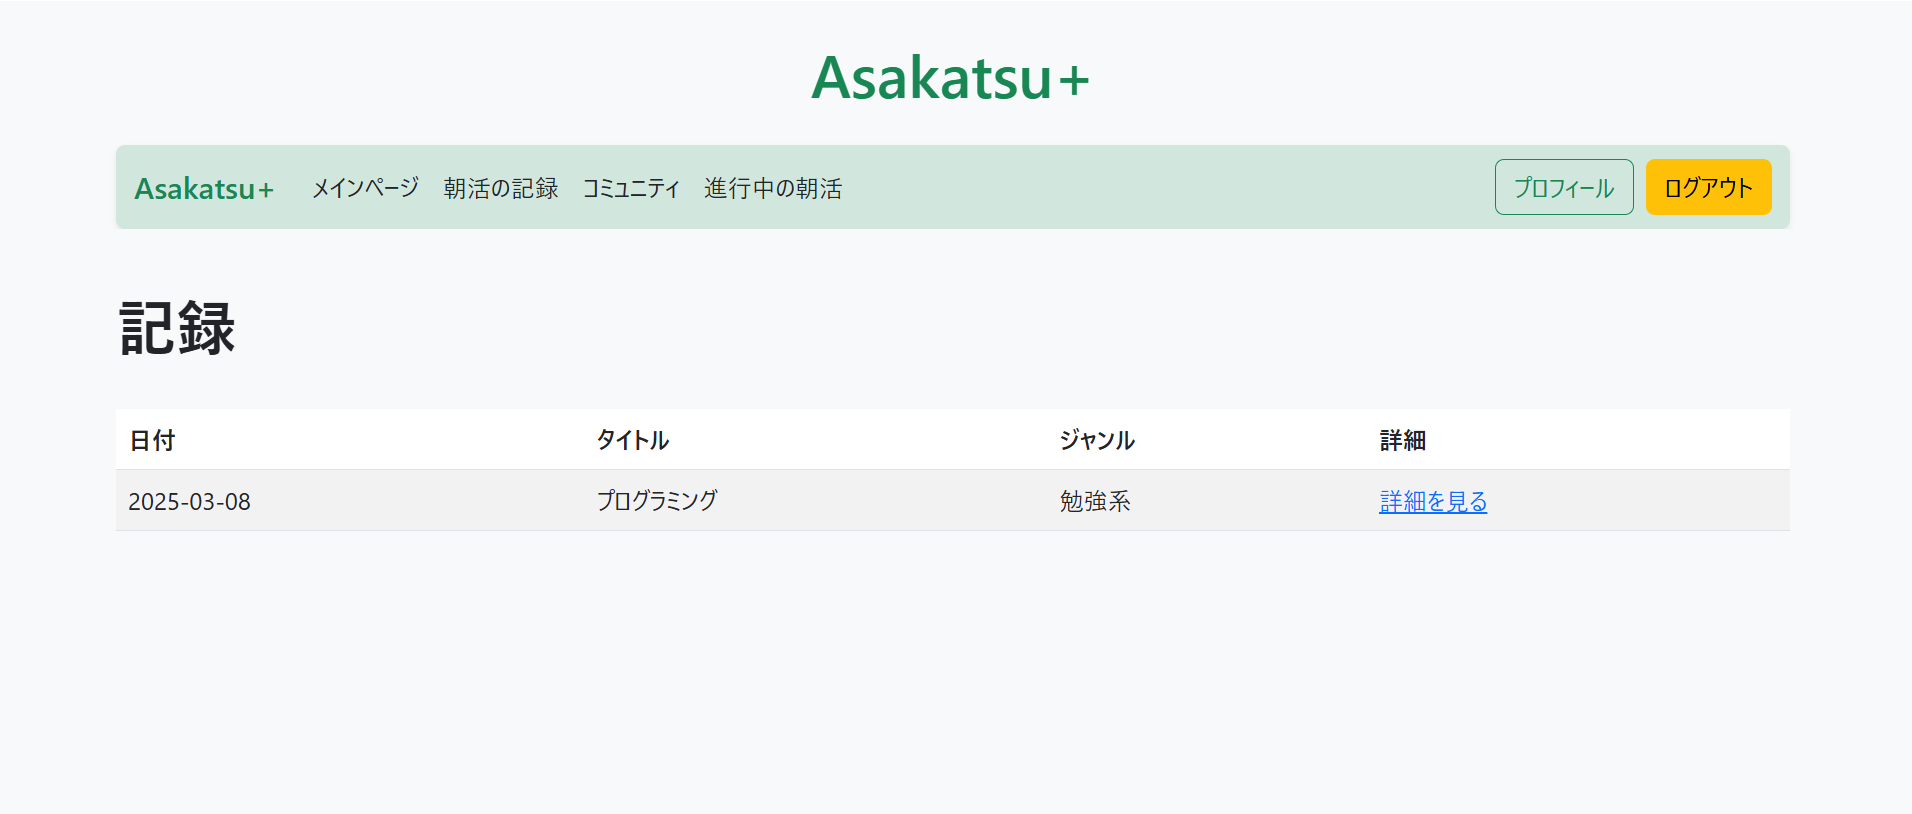 Asakatsu+
Asakatsu+ メインページ 朝活の記録 コミュニティ 進行中の朝活 プロフィール ログアウト
記録
日付 タイトル ジャンル 詳細
2025-03-08 プログラミング 勉強系 詳細を見る